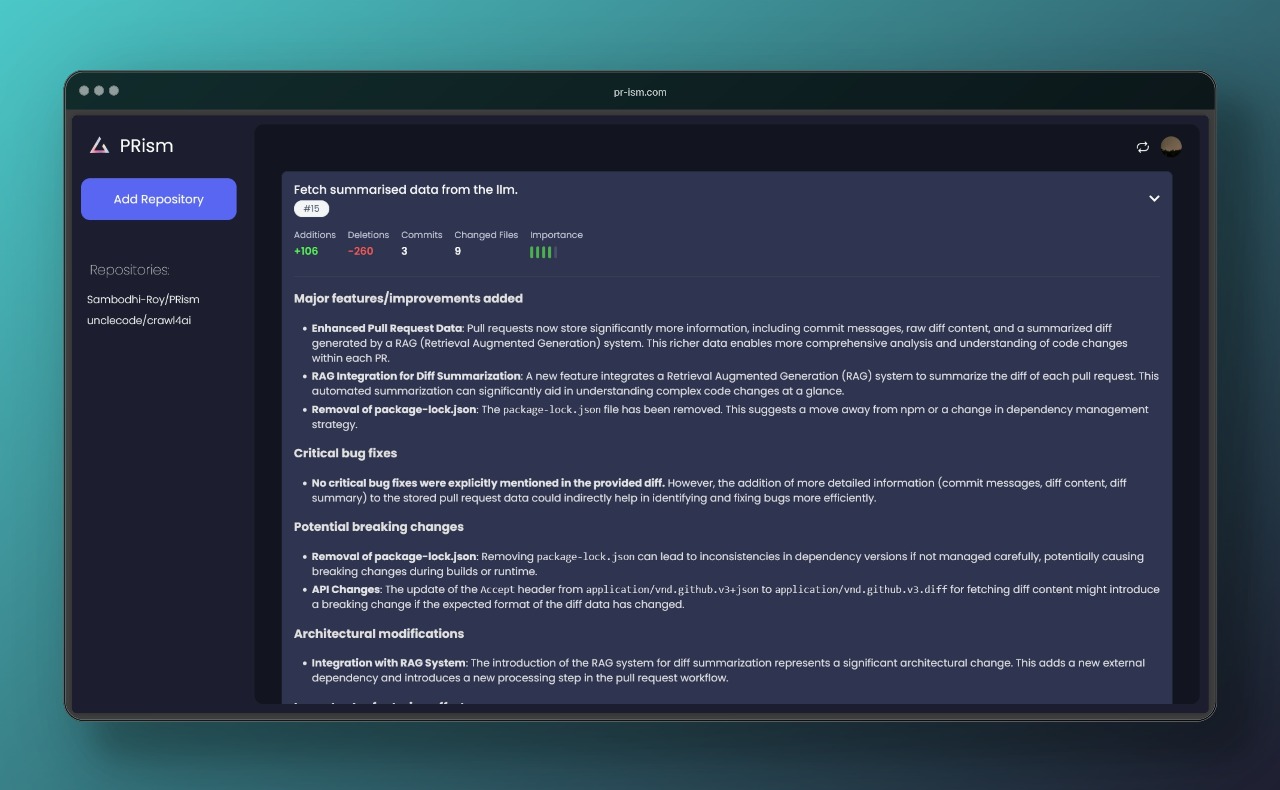 pr-ism.com
PRism
Add Repository
Repositories:
Sambodhi-Roy/PRism
unclecode/crawl4ai
Fetch summarised data from the llm.
#15
Additions Deletions Commits Changed Files Importance
+106 -260 3 9
Major features/improvements added
• Enhanced Pull Request Data: Pull requests now store significantly more information, including commit messages, raw diff content, and a summarized diff
generated by a RAG (Retrieval Augmented Generation) system. This richer data enables more comprehensive analysis and understanding of code changes
within each PR.
• RAG Integration for Diff Summarization: A new feature integrates a Retrieval Augmented Generation (RAG) system to summarize the diff of each pull request. This
automated summarization can significantly aid in understanding complex code changes at a glance.
• Removal of package-lock.json: The package-lock.json file has been removed. This suggests a move away from npm or a change in dependency management
strategy.
Critical bug fixes
• No critical bug fixes were explicitly mentioned in the provided diff. However, the addition of more detailed information (commit messages, diff content, diff
summary) to the stored pull request data could indirectly help in identifying and fixing bugs more efficiently.
Potential breaking changes
• Removal of package-lock.json: Removing package-lock.json can lead to inconsistencies in dependency versions if not managed carefully, potentially causing
breaking changes during builds or runtime.
• API Changes: The update of the Accept header from application/vnd.github.v3+json to application/vnd.github.v3.diff for fetching diff content might introduce
a breaking change if the expected format of the diff data has changed.
Architectural modifications
• Integration with RAG System: The introduction of the RAG system for diff summarization represents a significant architectural change. This adds a new external
dependency and introduces a new processing step in the pull request workflow.